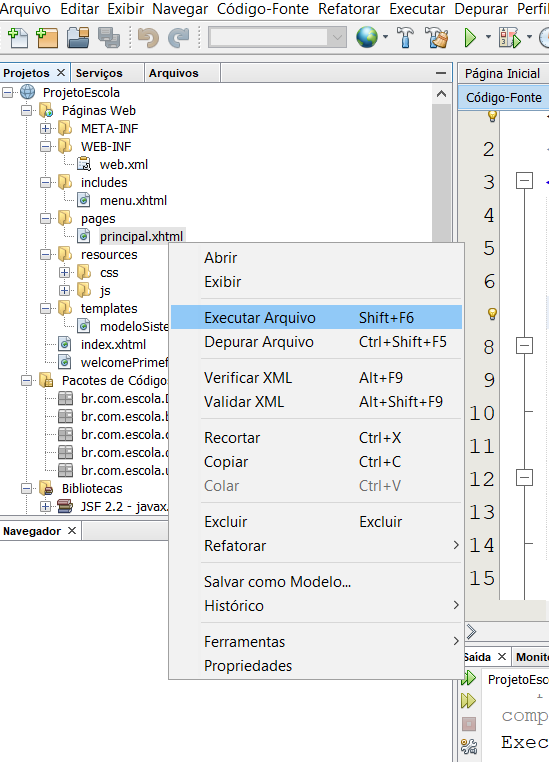 Arquivo Editar Exibir Navegar Código-Fonte Refatorar Executar Depurar Perfil
Projetos Serviços Arquivos
ProjetoEscola
Páginas Web
META-INF
WEB-INF
web.xml
includes
menu.xhtml
pages
principal.xhtml
resources
css
js
templates
modeloSiste
index.xhtml
welcomePrimef
Pacotes de Código
br.com.escola.
br.com.escola.
br.com.escola.
br.com.escola.
br.com.escola.
Bibliotecas
JSF 2.2 - javax.
Navegador
Abrir
Exibir
Executar Arquivo Shift+F6
Depurar Arquivo Ctrl+Shift+F5
Verificar XML Alt+F9
Validar XML Alt+Shift+F9
Recortar Ctrl+X
Copiar Ctrl+C
Colar Ctrl+V
Excluir Excluir
Refatorar
Salvar como Modelo...
Histórico
Ferramentas
Propriedades
Página Inicial
Código-Fonte
2
3
4
5
6
8
9
10
11
12
13
14
15
Saída Monito
ProjetoEsc
comp
Exec